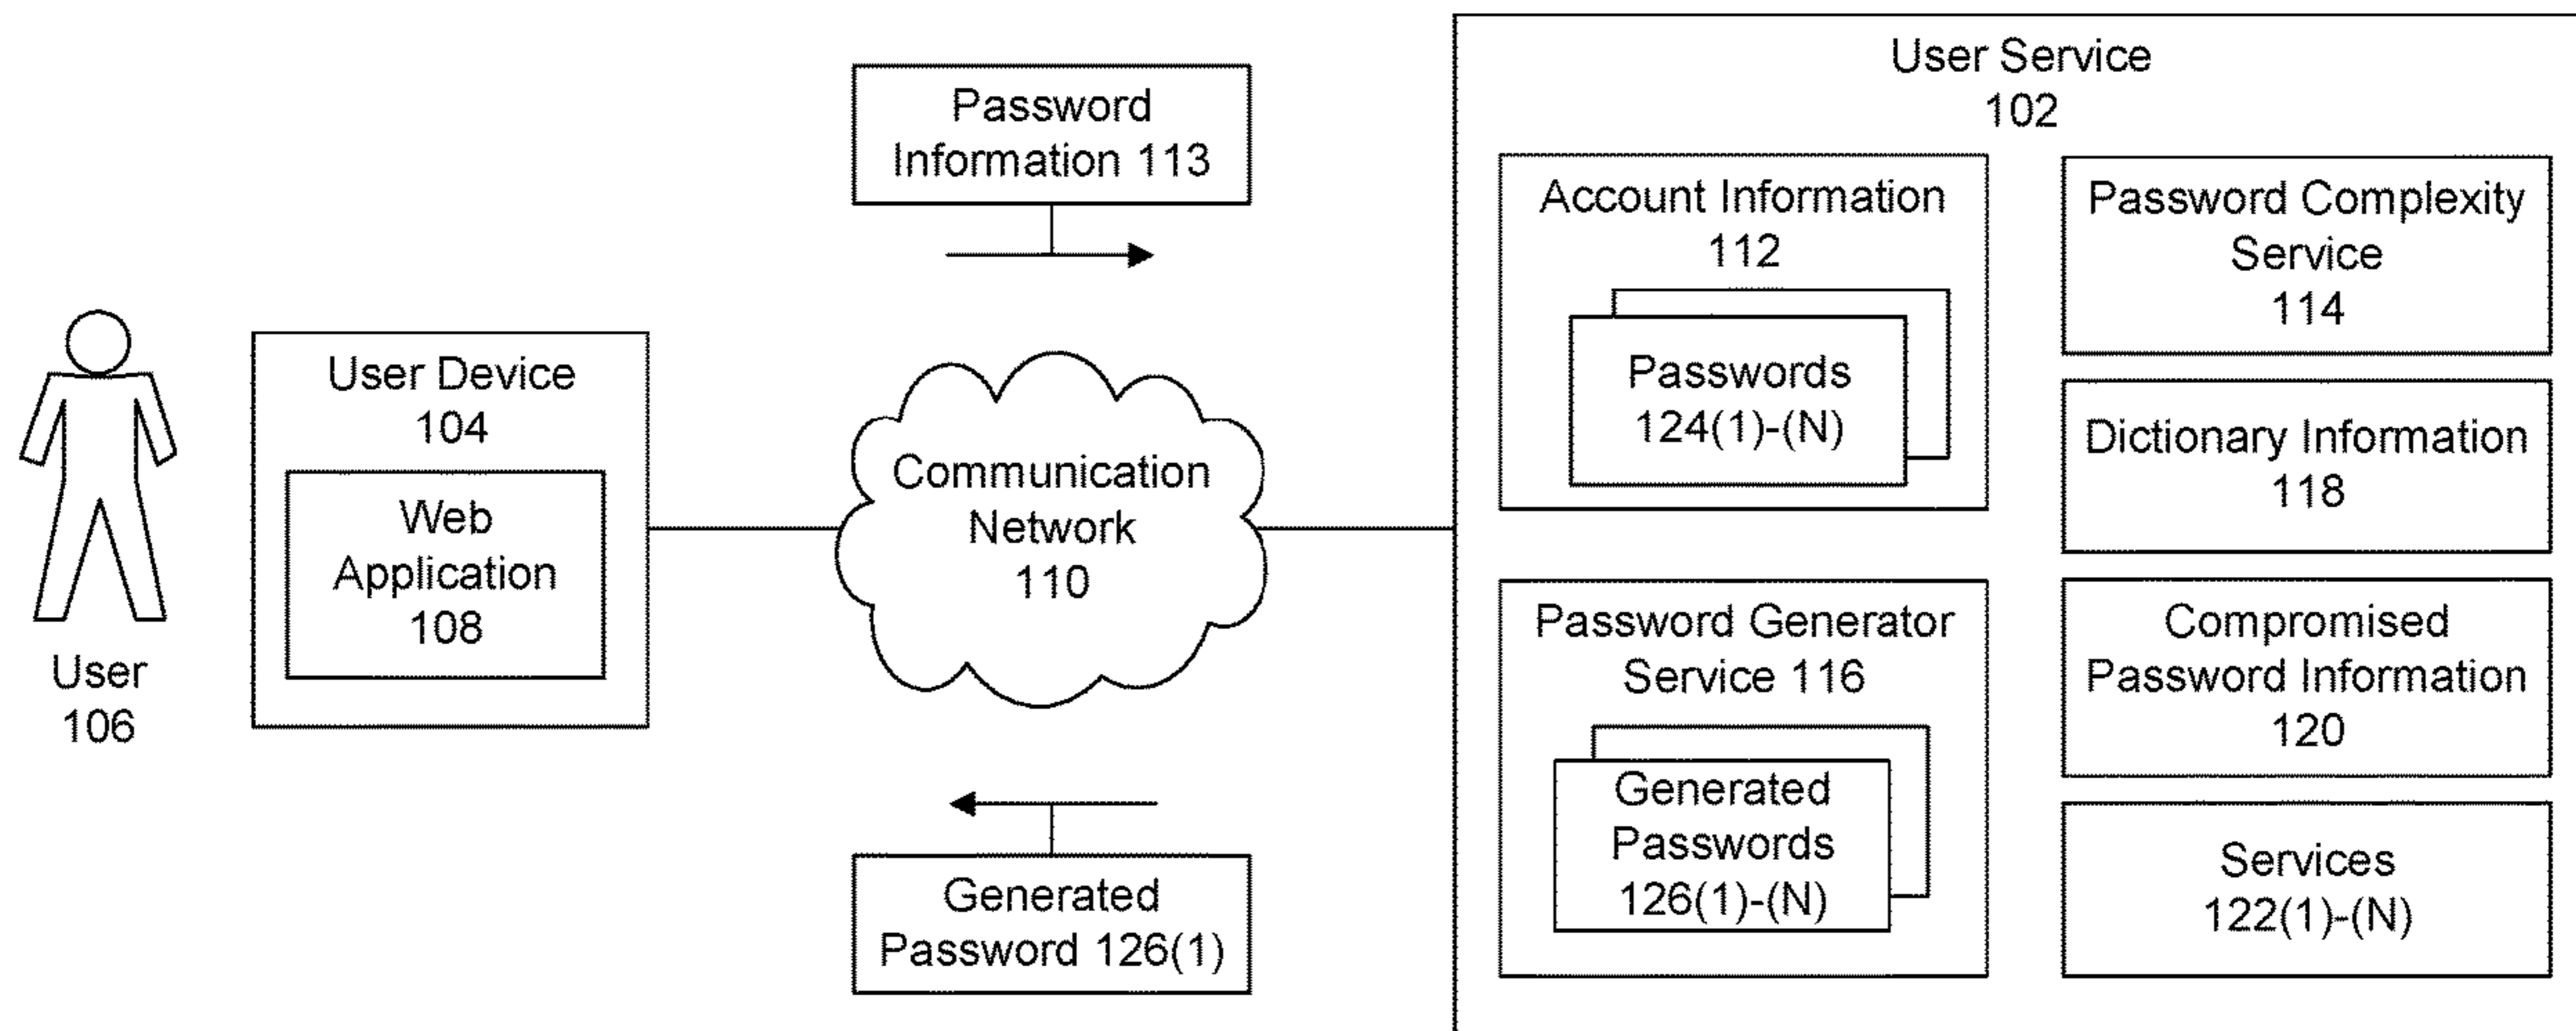 User
106
User Device
104
Web
Application
108
Password
Information 113
Communication
Network
110
Generated
Password 126(1)
User Service
102
Account Information
112
Passwords
124(1)-(N)
Password Generator
Service 116
Generated
Passwords
126(1)-(N)
Password Complexity
Service
114
Dictionary Information
118
Compromised
Password Information
120
Services
122(1)-(N)